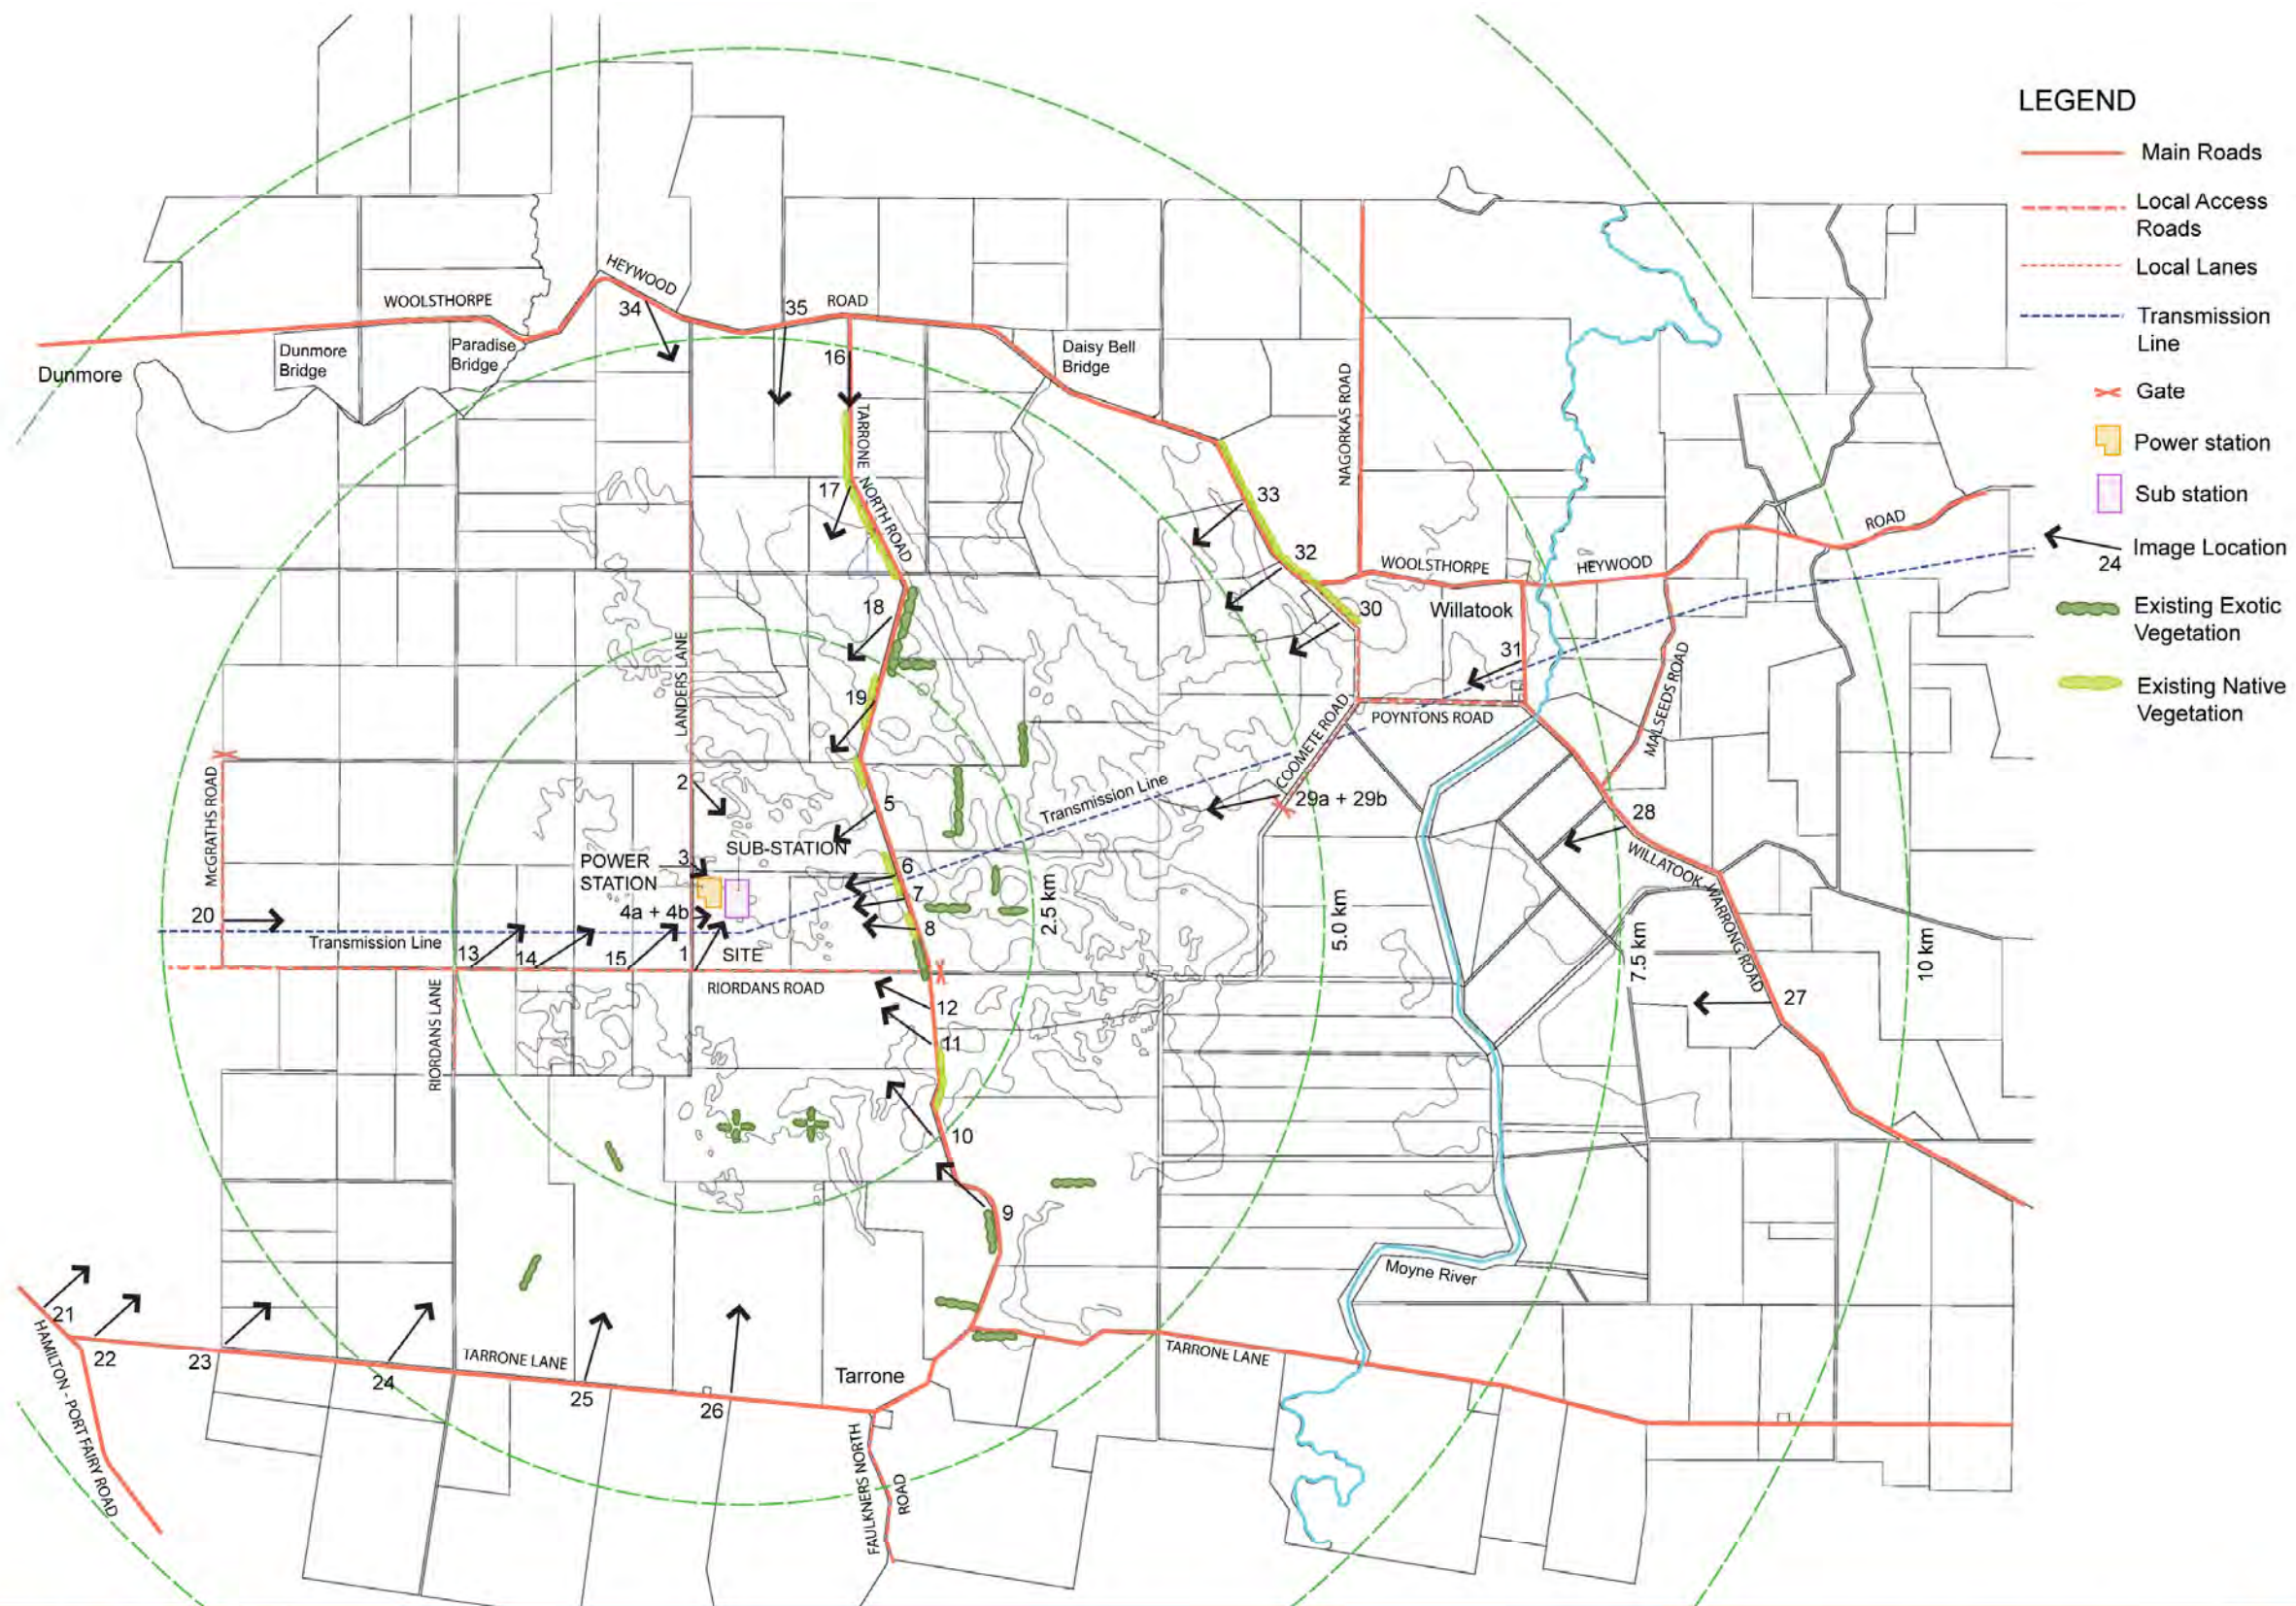 LEGEND
Main Roads
Local Access
Roads
Local Lanes
Transmission
Line
Gate
Power station
Sub station
Image Location
24
Existing Exotic
Vegetation
Existing Native
Vegetation
HEYWOOD
WOOLSTHORPE
34
35
ROAD
Dunmore
Dunmore
Bridge
Paradise
Bridge
16
Daisy Bell
Bridge
NAGORKAS ROAD
TARRONE
NORTH ROAD
17
33
ROAD
32
WOOLSTHORPE
HEYWOOD
18
30
Willatook
LANDERS LANE
31
19
COOMETE ROAD
POYNTONS ROAD
MALSEEDS ROAD
McGRATHS ROAD
2
5
Transmission Line
29a + 29b
28
SUB-STATION
POWER
STATION
3
6
7
WILLATOOK - WARRONG ROAD
20
4a + 4b
8
2.5 km
5.0 km
7.5 km
10 km
Transmission Line
13
14
15
1
SITE
RIORDANS ROAD
12
27
RIORDANS LANE
11
10
9
Moyne River
21
HAMILTON - PORT FAIRY ROAD
22
23
24
TARRONE LANE
25
26
Tarrone
TARRONE LANE
FAULKNERS NORTH
ROAD